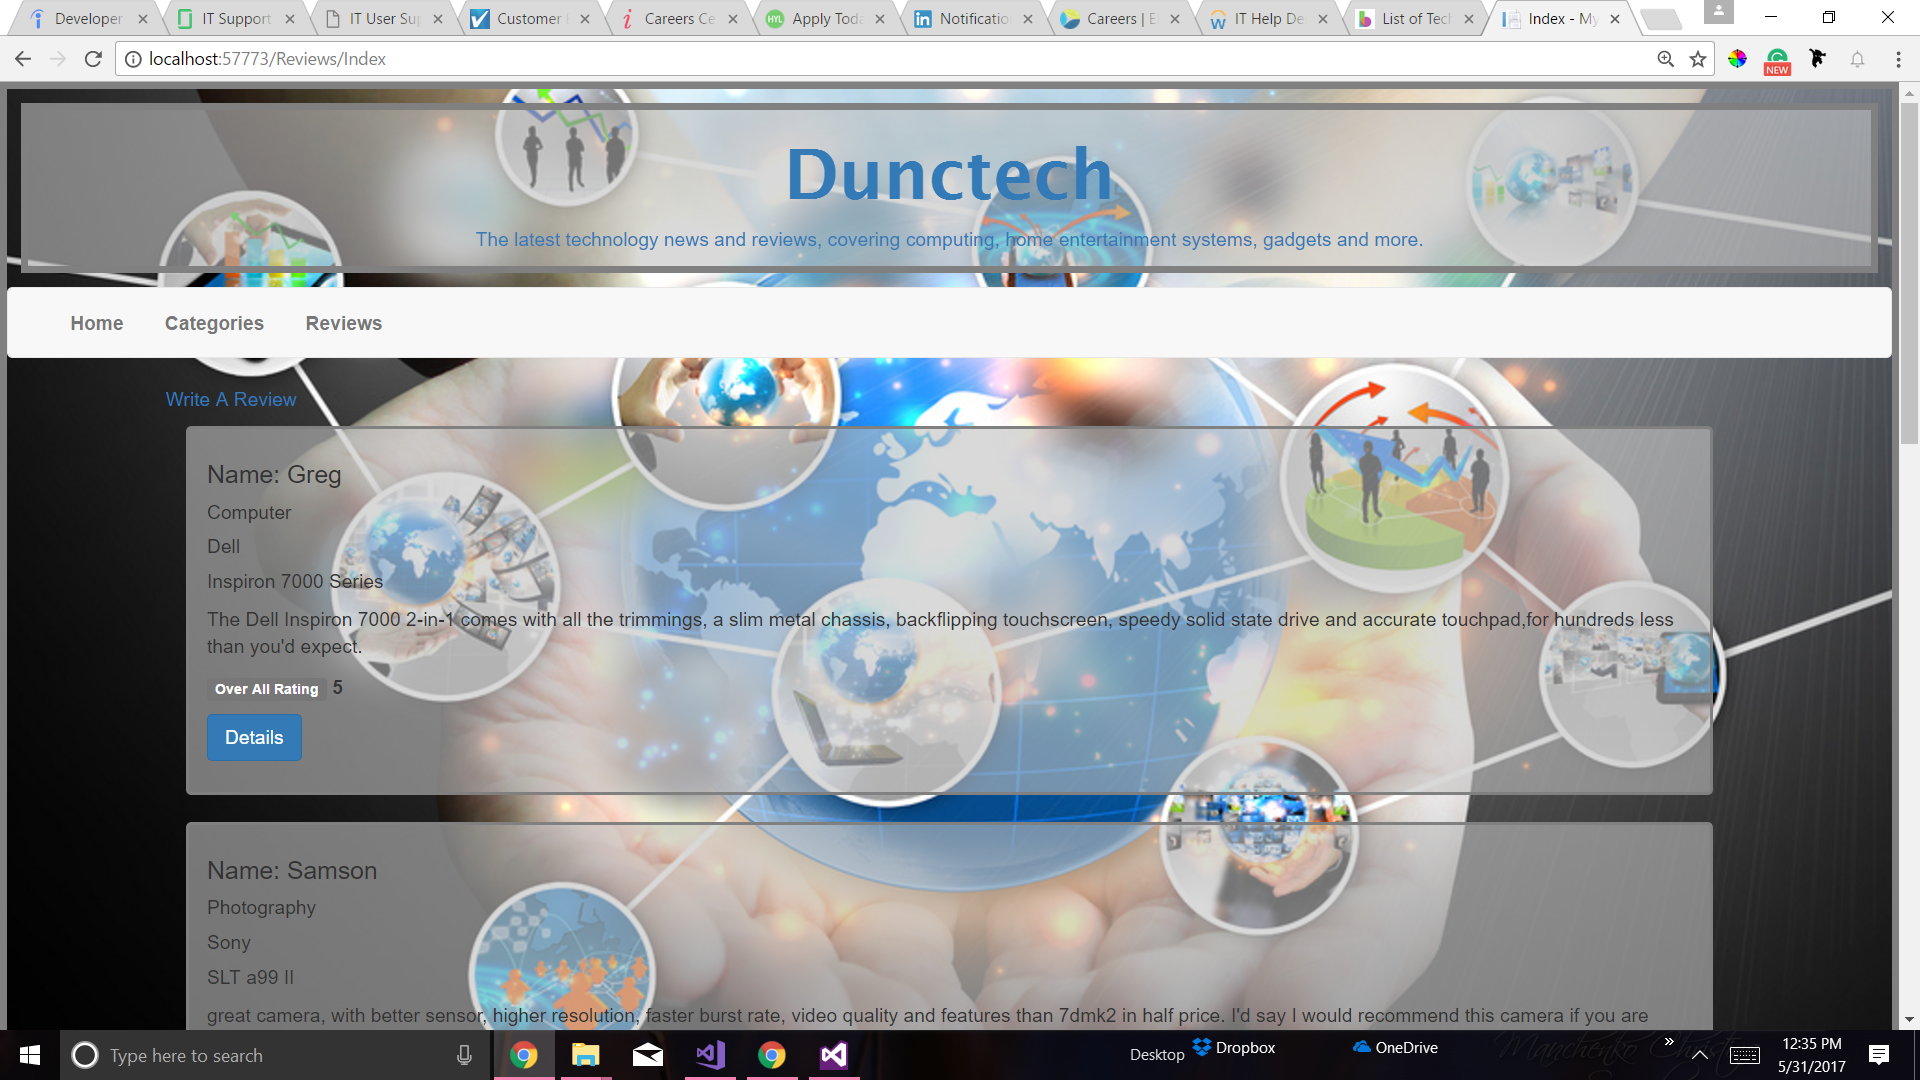 Developer
IT Support
IT User Su
Customer
Careers Ce
HYL
Apply Toda
Notificatio
Careers | E
IT Help De
List of Tech
Index - My
localhost:57773/Reviews/Index
NEW
Dunctech
The latest technology news and reviews, covering computing, home entertainment systems, gadgets and more.
Home
Categories
Reviews
Write A Review
Name: Greg
Computer
Dell
Inspiron 7000 Series
The Dell Inspiron 7000 2-in-1 comes with all the trimmings, a slim metal chassis, backflipping touchscreen, speedy solid state drive and accurate touchpad,for hundreds less
than you'd expect.
Over All Rating 5
Details
Name: Samson
Photography
Sony
SLT a99 II
great camera, with better sensor, higher resolution, faster burst rate, video quality and features than 7dmk2 in half price. I'd say I would recommend this camera if you are
Type here to search
Desktop
Dropbox
OneDrive
Manchenko
12:35 PM
5/31/2017